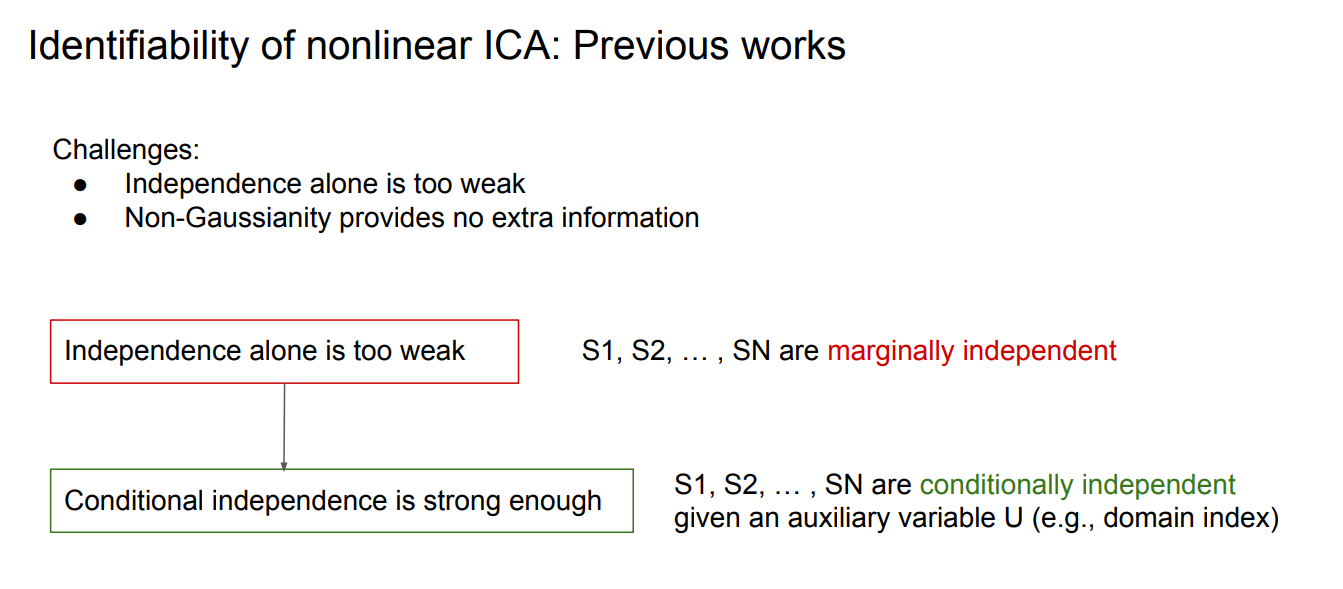 Identifiability of nonlinear ICA: Previous works
Challenges:
● Independence alone is too weak
● Non-Gaussianity provides no extra information
Independence alone is too weak
S1, S2, … , SN are marginally independent
Conditional independence is strong enough
S1, S2, … , SN are conditionally independent
given an auxiliary variable U (e.g., domain index)